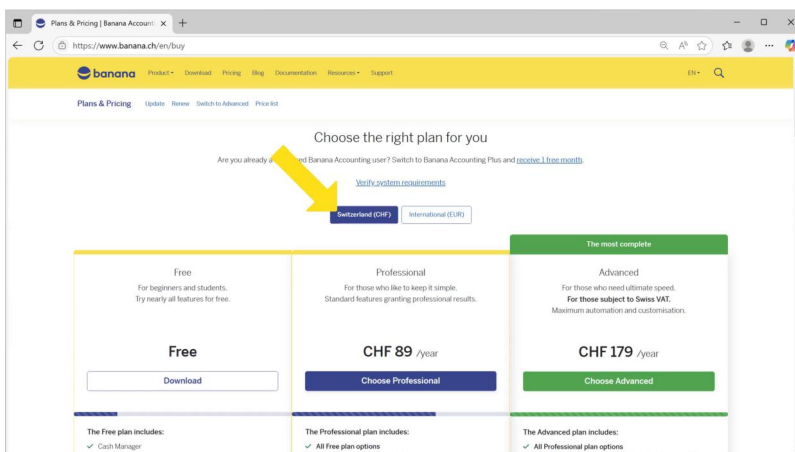 Plans & Pricing | Banana Account
https://www.banana.ch/en/buy
banana Product Download Pricing Blog Documentation Resources Support EN
Plans & Pricing Update Renew Switch to Advanced Price list
Choose the right plan for you
Are you already a ed Banana Accounting user? Switch to Banana Accounting Plus and receive 1 free month.
Verify system requirements
Switzerland (CHF) International (EUR)
The most complete
Free
For beginners and students.
Try nearly all features for free.
Free
Download
The Free plan includes:
✓ Cash Manager
Professional
For those who like to keep it simple.
Standard features granting professional results.
CHF 89 /year
Choose Professional
The Professional plan includes:
✓ All Free plan options
Advanced
For those who need ultimate speed.
For those subject to Swiss VAT.
Maximum automation and customisation.
CHF 179 /year
Choose Advanced
The Advanced plan includes:
✓ All Professional plan options